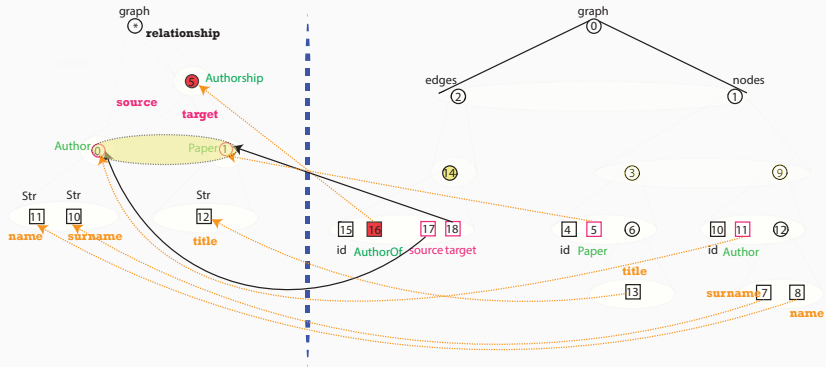 graph
*
relationship
5 Authorship
source
target
Author 0
Paper 1
Str
Str
Str
11
10
12
name
surname
title
graph
0
edges
2
nodes
1
14
3
9
15
16
17
18
4
5
6
10
11
12
id
AuthorOf
source
target
id
Paper
id
Author
title
13
surname 7
8
name